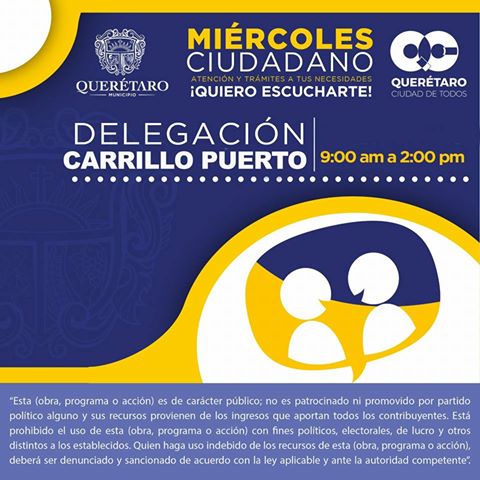 QUERÉTARO
MUNICIPIO
MIÉRCOLES
CIUDADANO
ATENCIÓN Y TRÁMITES A TUS NECESIDADES
¡QUIERO ESCUCHARTE!
QUERÉTARO
CIUDAD DE TODOS
DELEGACIÓN
CARRILLO PUERTO
9:00 am a 2:00 pm
“Esta (obra, programa o acción) es de carácter público; no es patrocinado ni promovido por partido
político alguno y sus recursos provienen de los ingresos que aportan todos los contribuyentes. Está
prohibido el uso de esta (obra, programa o acción) con fines políticos, electorales, de lucro y otros
distintos a los establecidos. Quien haga uso indebido de los recursos de esta (obra, programa o acción),
deberá ser denunciado y sancionado de acuerdo con la ley aplicable y ante la autoridad competente”.